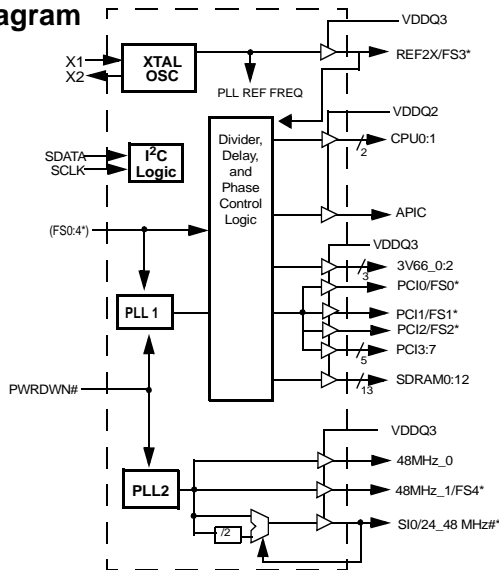 agram
VDDQ3
X1
X2
XTAL
OSC
REF2X/FS3*
PLL REF FREQ
VDDQ2
Divider,
Delay,
and
Phase
Control
Logic
2
CPU0:1
SDATA
SCLK
I²C
Logic
APIC
(FS0:4*)
VDDQ3
3
3V66_0:2
PCI0/FS0*
PLL 1
PCI1/FS1*
PCI2/FS2*
5
PCI3:7
PWRDWN#
13
SDRAM0:12
VDDQ3
48MHz_0
PLL2
48MHz_1/FS4*
/2
SI0/24_48 MHz#*